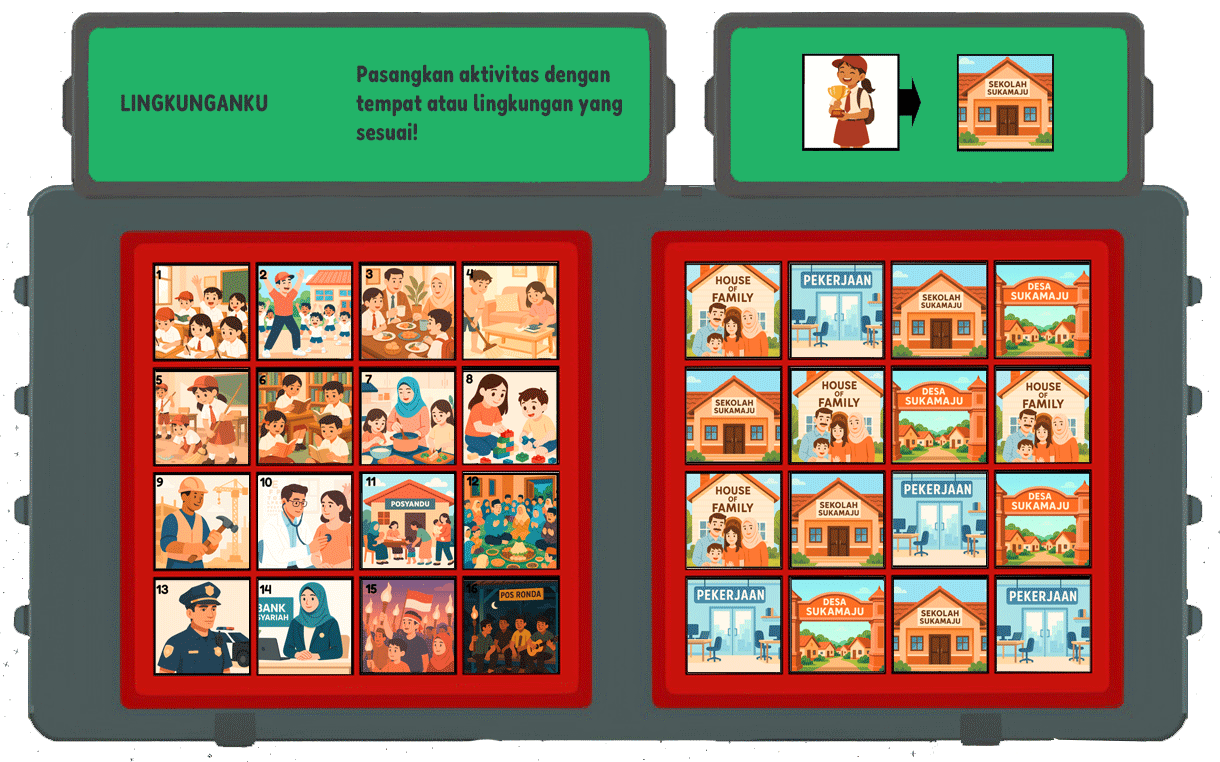 LINGKUNGANKU
Pasangkan aktivitas dengan
tempat atau lingkungan yang
sesuai!
SEKOLAH
SUKAMAJU
1
2
3
4
5
6
7
8
9
10
11
POSYANDU
12
13
14
BANK
SYARIAH
15
16
POS RONDA
HOUSE
OF
FAMILY
PEKERJAAN
SEKOLAH
SUKAMAJU
DESA
SUKAMAJU
SEKOLAH
SUKAMAJU
HOUSE
OF
FAMILY
DESA
SUKAMAJU
HOUSE
OF
FAMILY
HOUSE
OF
FAMILY
SEKOLAH
SUKAMAJU
PEKERJAAN
DESA
SUKAMAJU
PEKERJAAN
DESA
SUKAMAJU
SEKOLAH
SUKAMAJU
PEKERJAAN